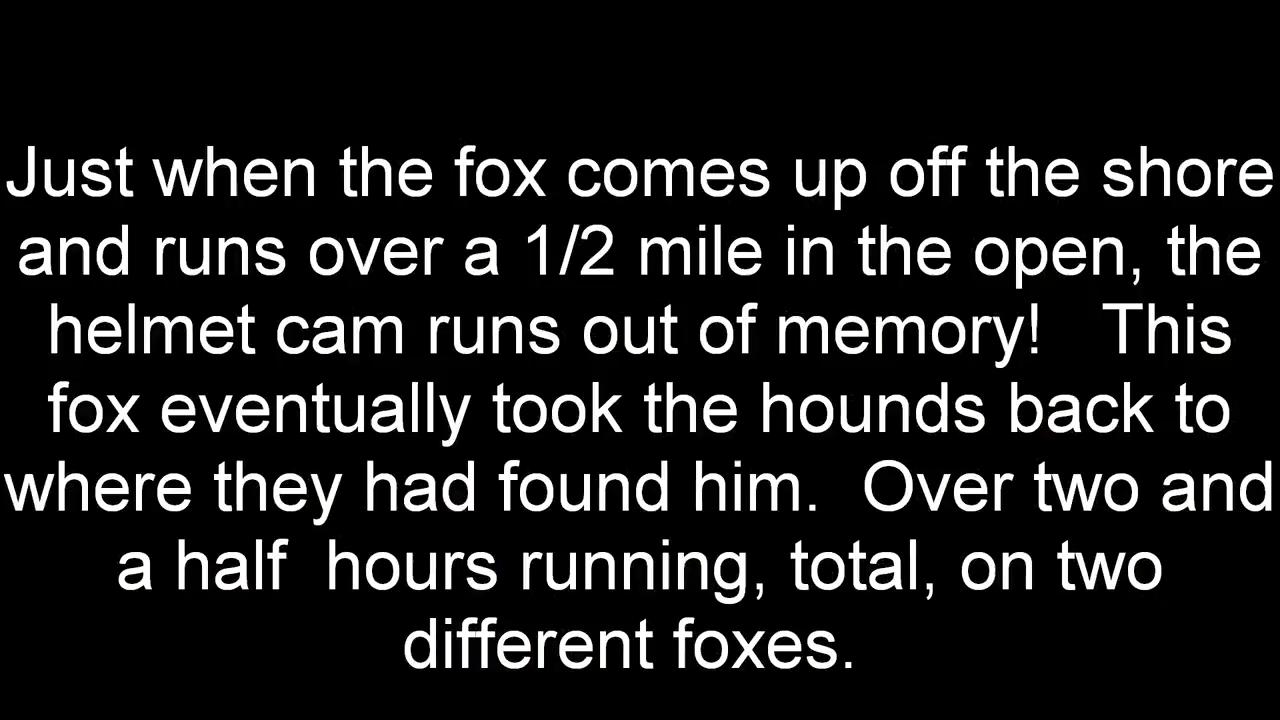 Just when the fox comes up off the shore
and runs over a 1/2 mile in the open, the
helmet cam runs out of memory!   This
fox eventually took the hounds back to
where they had found him.  Over two and
a half  hours running, total, on two
different foxes.